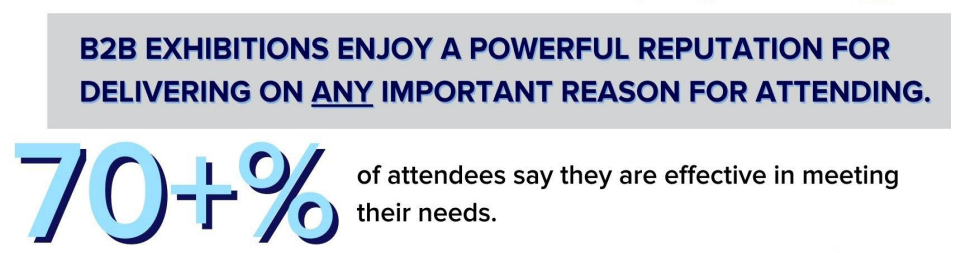 B2B EXHIBITIONS ENJOY A POWERFUL REPUTATION FOR
DELIVERING ON ANY IMPORTANT REASON FOR ATTENDING.
70+%
of attendees say they are effective in meeting
their needs.